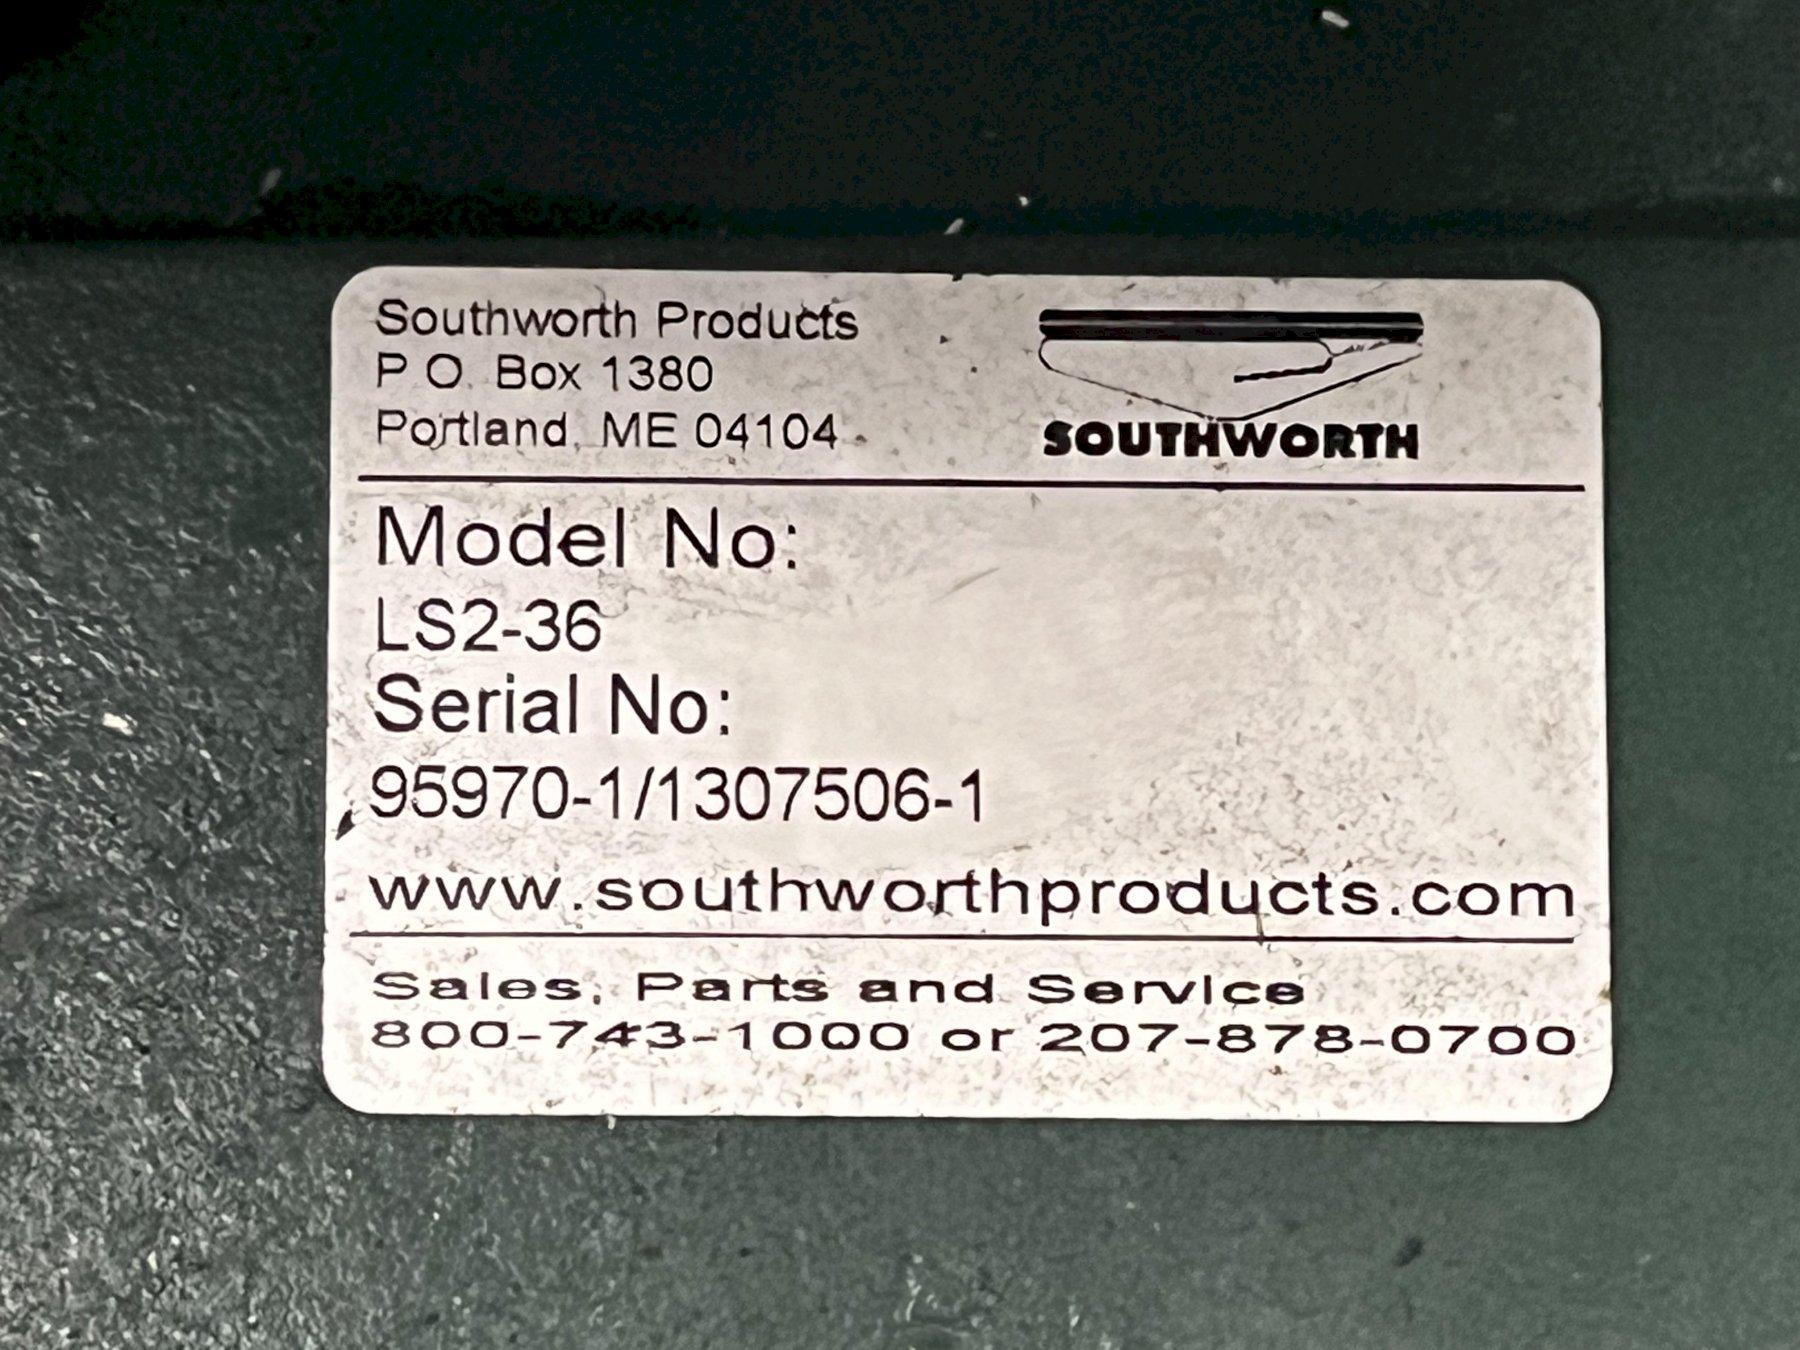 Southworth Products
P O. Box 1380
Portland, ME 04104
SOUTHWORTH
Model No:
LS2-36
Serial No:
95970-1/1307506-1
www.southworthproducts.com
Sales, Parts and Service
800-743-1000 or 207-878-0700